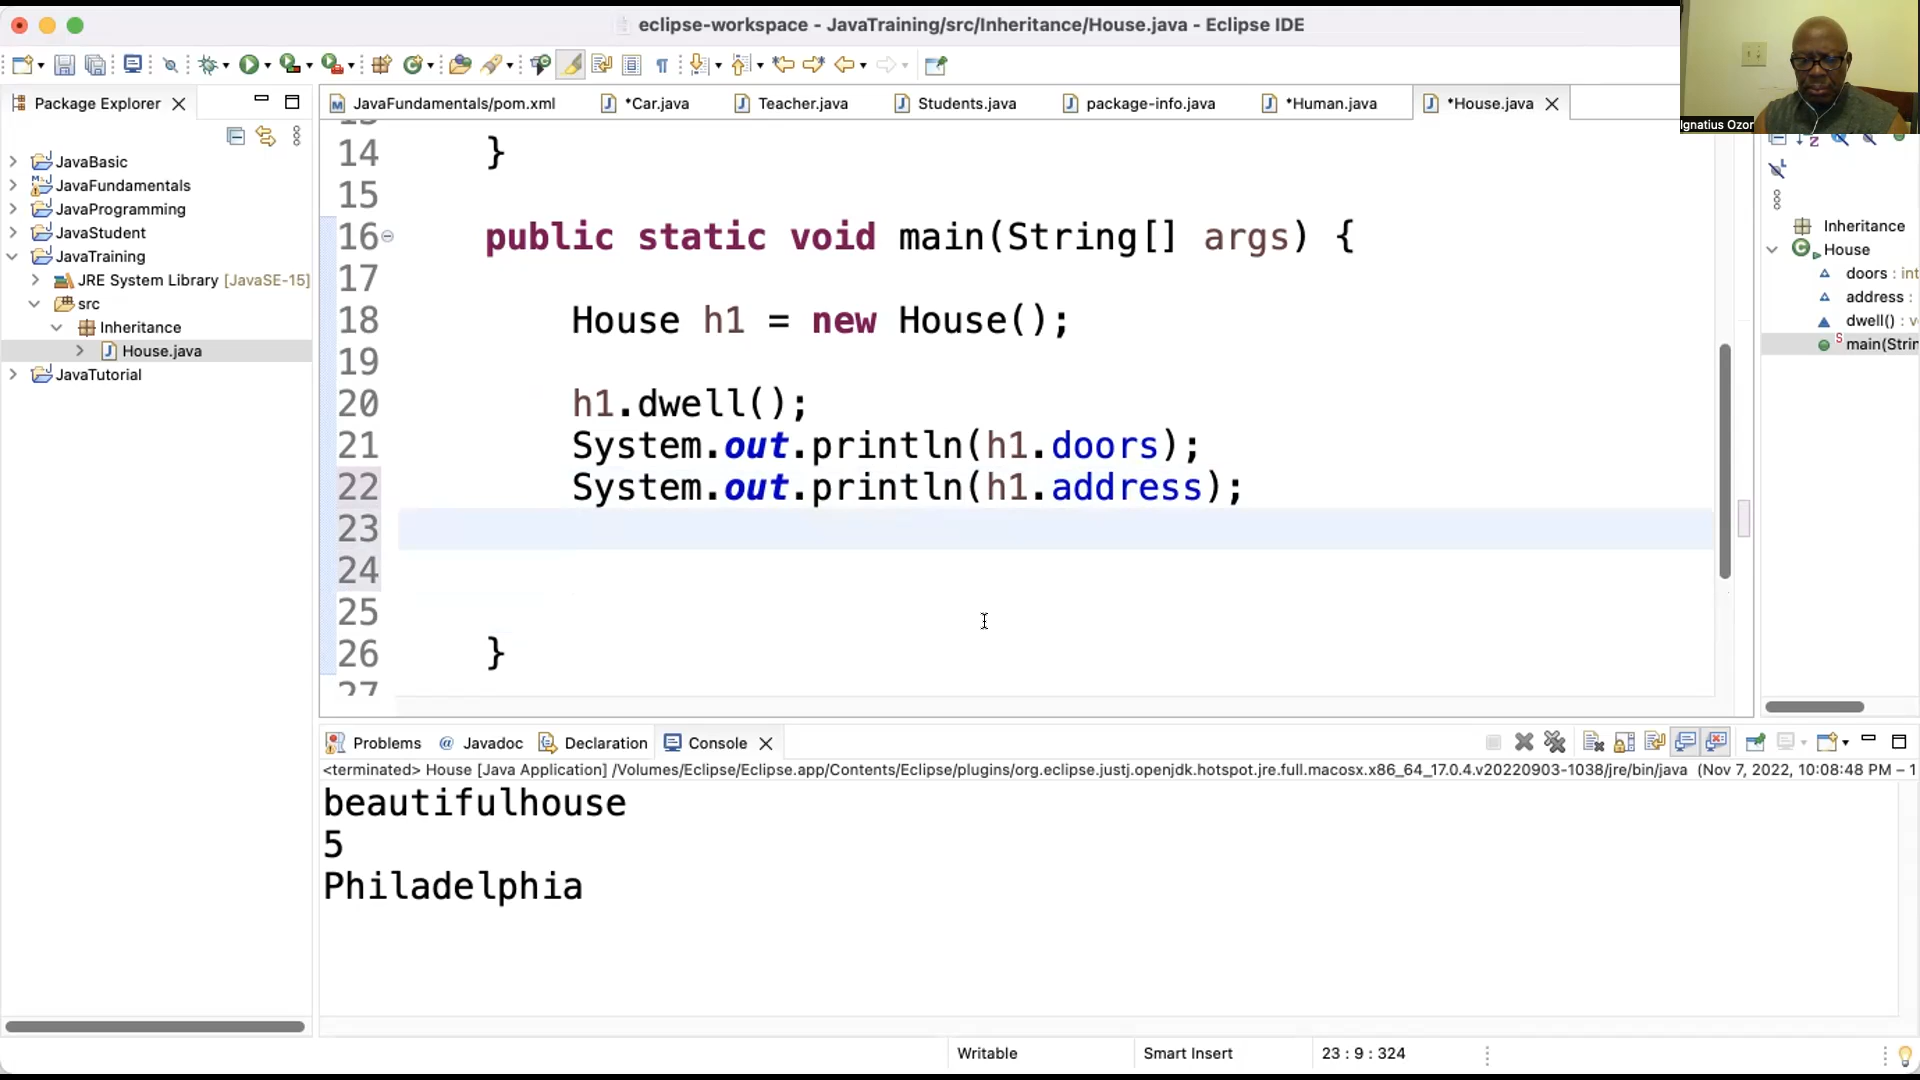 eclipse-workspace - JavaTraining/src/Inheritance/House.java - Eclipse IDE
Ignatius Ozor
Package Explorer
JavaFundamentals/pom.xml
*Car.java
Teacher.java
Students.java
package-info.java
*Human.java
*House.java
JavaBasic
JavaFundamentals
JavaProgramming
JavaStudent
JavaTraining
JRE System Library [JavaSE-15]
src
Inheritance
House.java
JavaTutorial
14 }
15
16 public static void main(String[] args) {
17
18 House h1 = new House();
19
20 h1.dwell();
21 System.out.println(h1.doors);
22 System.out.println(h1.address);
23
24
25
26 }
27
Inheritance
House
doors : int
address :
dwell() : v
main(Strin
Problems
@ Javadoc
Declaration
Console
<terminated> House [Java Application] /Volumes/Eclipse/Eclipse.app/Contents/Eclipse/plugins/org.eclipse.justj.openjdk.hotspot.jre.full.macosx.x86_64_17.0.4.v20220903-1038/jre/bin/java (Nov 7, 2022, 10:08:48 PM – 1
beautifulhouse
5
Philadelphia
Writable
Smart Insert
23 : 9 : 324